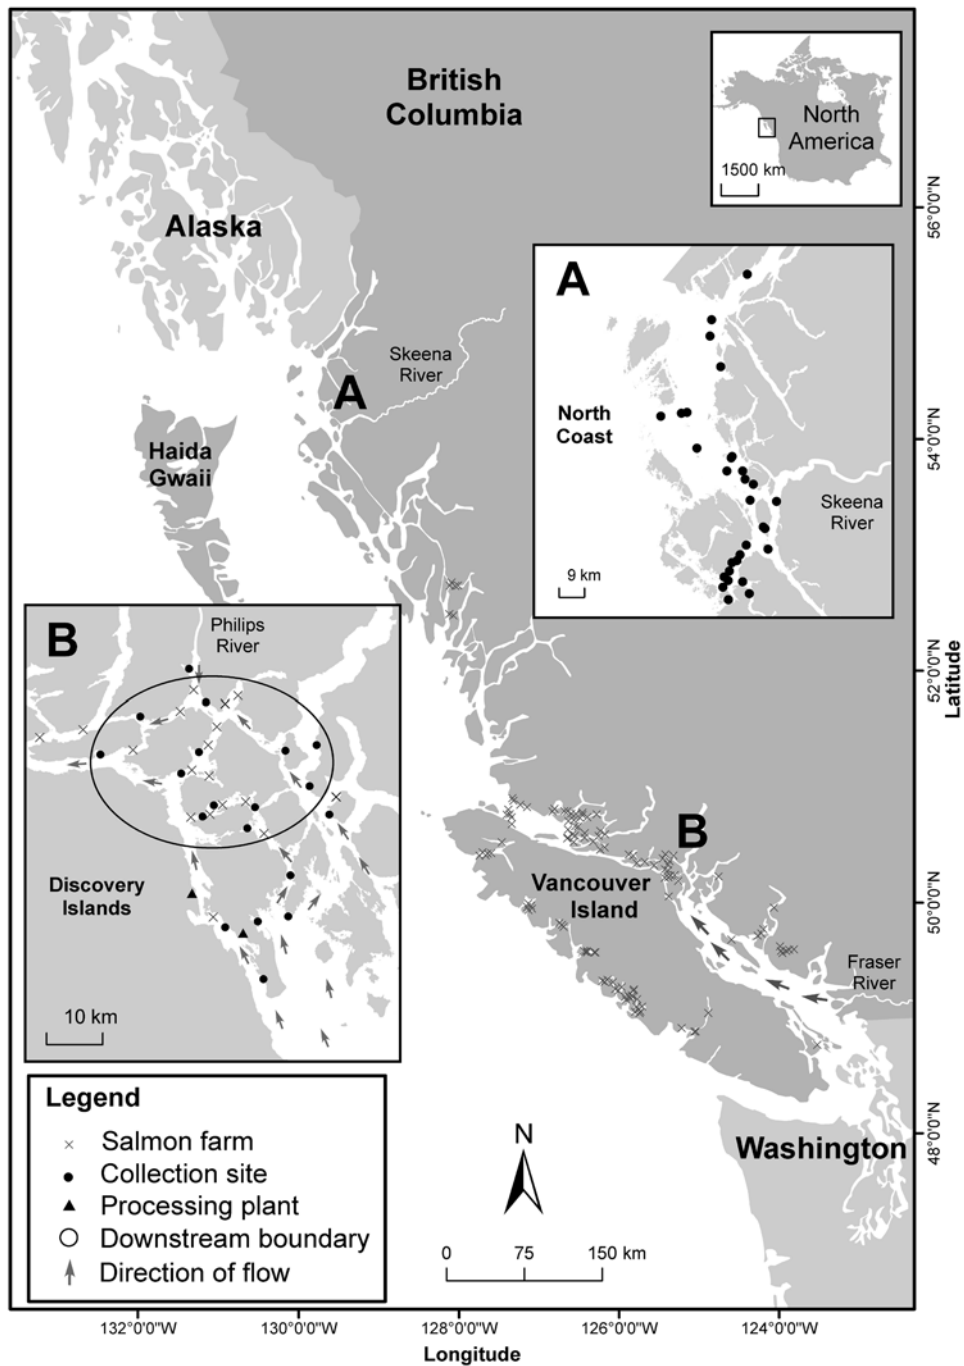 British
Columbia
North
America
1500 km
Alaska
56°0'0"N
A
Skeena
River
A
North
Coast
Skeena
River
9 km
54°0'0"N
Haida
Gwaii
B
Philips
River
Discovery
Islands
10 km
52°0'0"N
Latitude
B
Vancouver
Island
50°0'0"N
Fraser
River
Legend
Salmon farm
Collection site
Processing plant
Downstream boundary
Direction of flow
N
0 75 150 km
Washington
48°0'0"N
132°0'0"W 130°0'0"W 128°0'0"W 126°0'0"W 124°0'0"W
Longitude